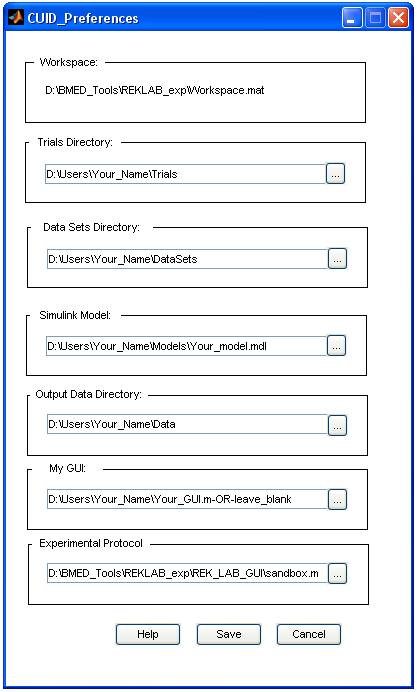 CUID_Preferences
Workspace:
D:\BMED_Tools\REKLAB_exp\Workspace.mat
Trials Directory:
D:\Users\Your_Name\Trials ...
Data Sets Directory:
D:\Users\Your_Name\DataSets ...
Simulink Model:
D:\Users\Your_Name\Models\Your_model.mdl ...
Output Data Directory:
D:\Users\Your_Name\Data ...
My GUI:
D:\Users\Your_Name\Your_GUI.m-OR-leave_blank ...
Experimental Protocol
D:\BMED_Tools\REKLAB_exp\REK_LAB_GUI\sandbox.m ...
Help Save Cancel